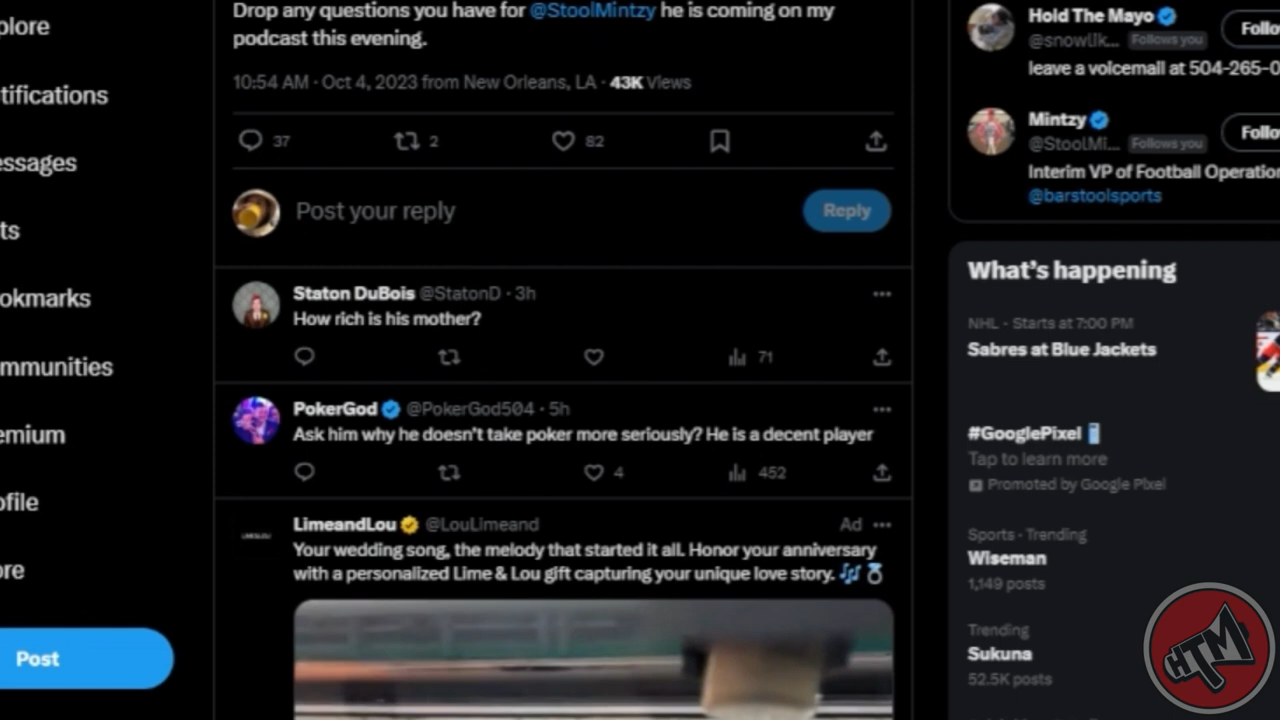 plore
tifications
essages
ts
okmarks
mmunities
emium
ofile
ore
Post
Drop any questions you have for @StoolMintzy he is coming on my
podcast this evening.
10:54 AM · Oct 4, 2023 from New Orleans, LA · 43K Views
37 2 82
Post your reply
Reply
Staton DuBois @StatonD · 3h
How rich is his mother?
71
PokerGod @PokerGod504 · 5h
Ask him why he doesn't take poker more seriously? He is a decent player
4 452
LimeandLou @LouLimeand Ad
Your wedding song, the melody that started it all. Honor your anniversary
with a personalized Lime & Lou gift capturing your unique love story.
Hold The Mayo
Follo
@snowlik... Follows you
leave a voicemail at 504-265-0
Mintzy
Follo
@StoolMi... Follows you
Interim VP of Football Operation
@barstoolsports
What's happening
NHL · Starts at 7:00 PM
Sabres at Blue Jackets
#GooglePixel
Tap to learn more
Promoted by Google Pixel
Sports · Trending
Wiseman
1,149 posts
Trending
Sukuna
52.5K posts
HTM